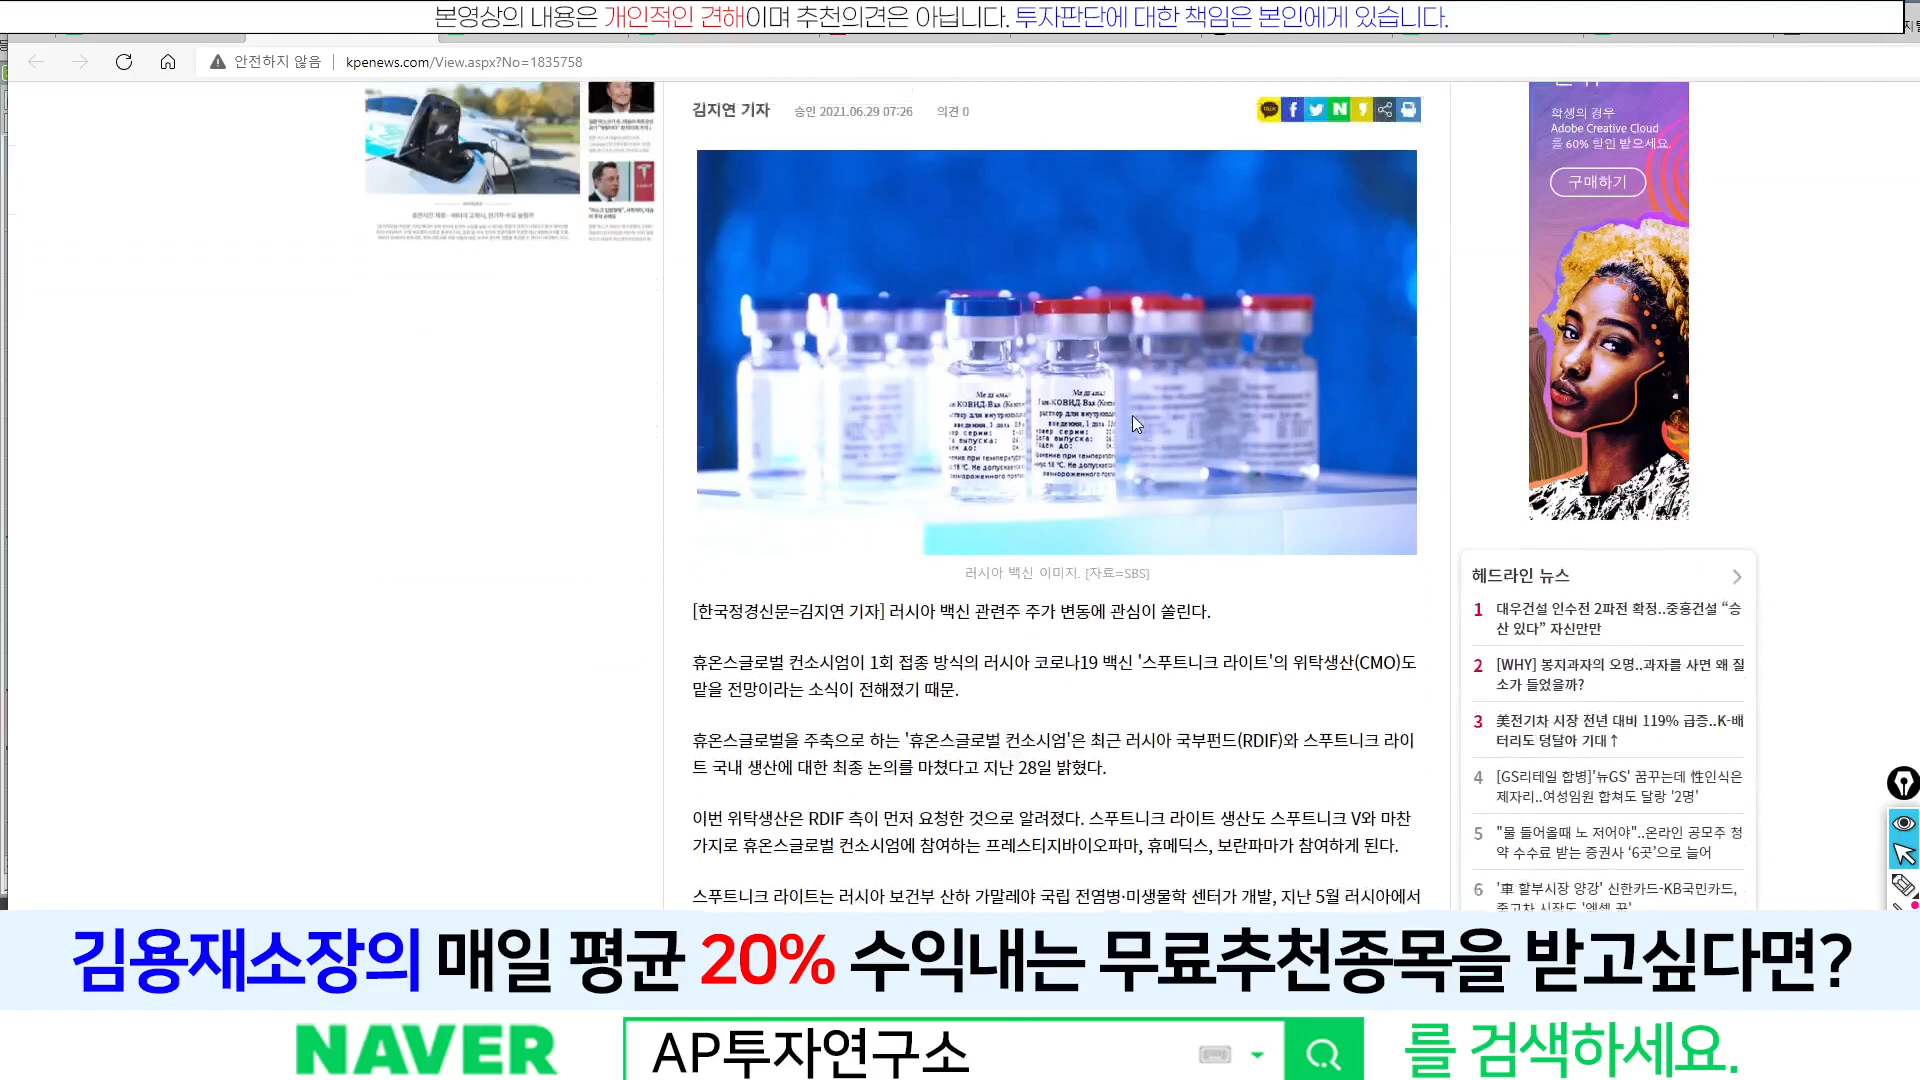 본영상의 내용은 개인적인 견해이며 추천의견은 아닙니다. 투자판단에 대한 책임은 본인에게 있습니다.
안전하지 않음 | kpenews.com/View.aspx?No=1835758
김지연 기자 승인 2021.06.29 07:26 의견 0
학생의 경우
Adobe Creative Cloud
를 60% 할인 받으세요.
구매하기
러시아 백신 이미지. [자료=SBS]
[한국정경신문=김지연 기자] 러시아 백신 관련주 주가 변동에 관심이 쏠린다.
휴온스글로벌 컨소시엄이 1회 접종 방식의 러시아 코로나19 백신 '스푸트니크 라이트'의 위탁생산(CMO)도
맡을 전망이라는 소식이 전해졌기 때문.
휴온스글로벌을 주축으로 하는 '휴온스글로벌 컨소시엄'은 최근 러시아 국부펀드(RDIF)와 스푸트니크 라이
트 국내 생산에 대한 최종 논의를 마쳤다고 지난 28일 밝혔다.
이번 위탁생산은 RDIF 측이 먼저 요청한 것으로 알려졌다. 스푸트니크 라이트 생산도 스푸트니크 V와 마찬
가지로 휴온스글로벌 컨소시엄에 참여하는 프레스티지바이오파마, 휴메딕스, 보란파마가 참여하게 된다.
스푸트니크 라이트는 러시아 보건부 산하 가말레야 국립 전염병·미생물학 센터가 개발, 지난 5월 러시아에서
헤드라인 뉴스
1 대우건설 인수전 2파전 확정..중흥건설 “승
산 있다” 자신만만
2 [WHY] 봉지과자의 오명..과자를 사면 왜 질
소가 들었을까?
3 美전기차 시장 전년 대비 119% 급증..K-배
터리도 덩달아 기대↑
4 [GS리테일 합병]'뉴GS' 꿈꾸는데 性인식은
제자리..여성임원 합쳐도 달랑 '2명'
5 "물 들어올때 노 저어야"..온라인 공모주 청
약 수수료 받는 증권사 ‘6곳’으로 늘어
6 '車 할부시장 양강' 신한카드-KB국민카드,
김용재소장의 매일 평균 20% 수익내는 무료추천종목을 받고싶다면?
NAVER AP투자연구소 를 검색하세요.